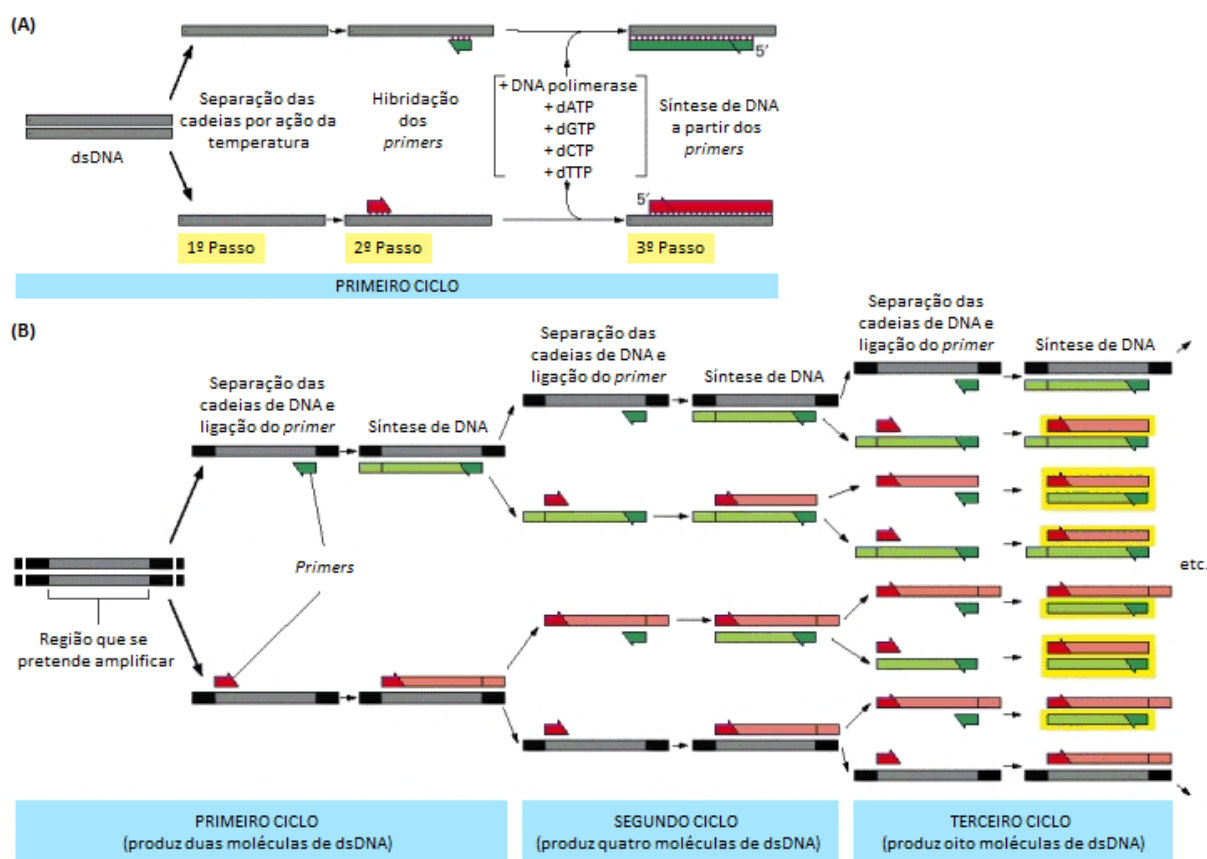 (A)
dsDNA
Separação das
cadeias por ação da
temperatura
Hibridação
dos
primers
+ DNA polimerase
+ dATP
+ dGTP
+ dCTP
+ dTTP
5′
Síntese de DNA
a partir dos
primers
5′
1º Passo
2º Passo
3º Passo
PRIMEIRO CICLO
(B)
Região que se
pretende amplificar
Separação das
cadeias de DNA e
ligação do primer
Síntese de DNA
Primers
Separação das
cadeias de DNA e
ligação do primer
Síntese de DNA
Separação das
cadeias de DNA e
ligação do primer
Síntese de DNA
etc.
PRIMEIRO CICLO
(produz duas moléculas de dsDNA)
SEGUNDO CICLO
(produz quatro moléculas de dsDNA)
TERCEIRO CICLO
(produz oito moléculas de dsDNA)